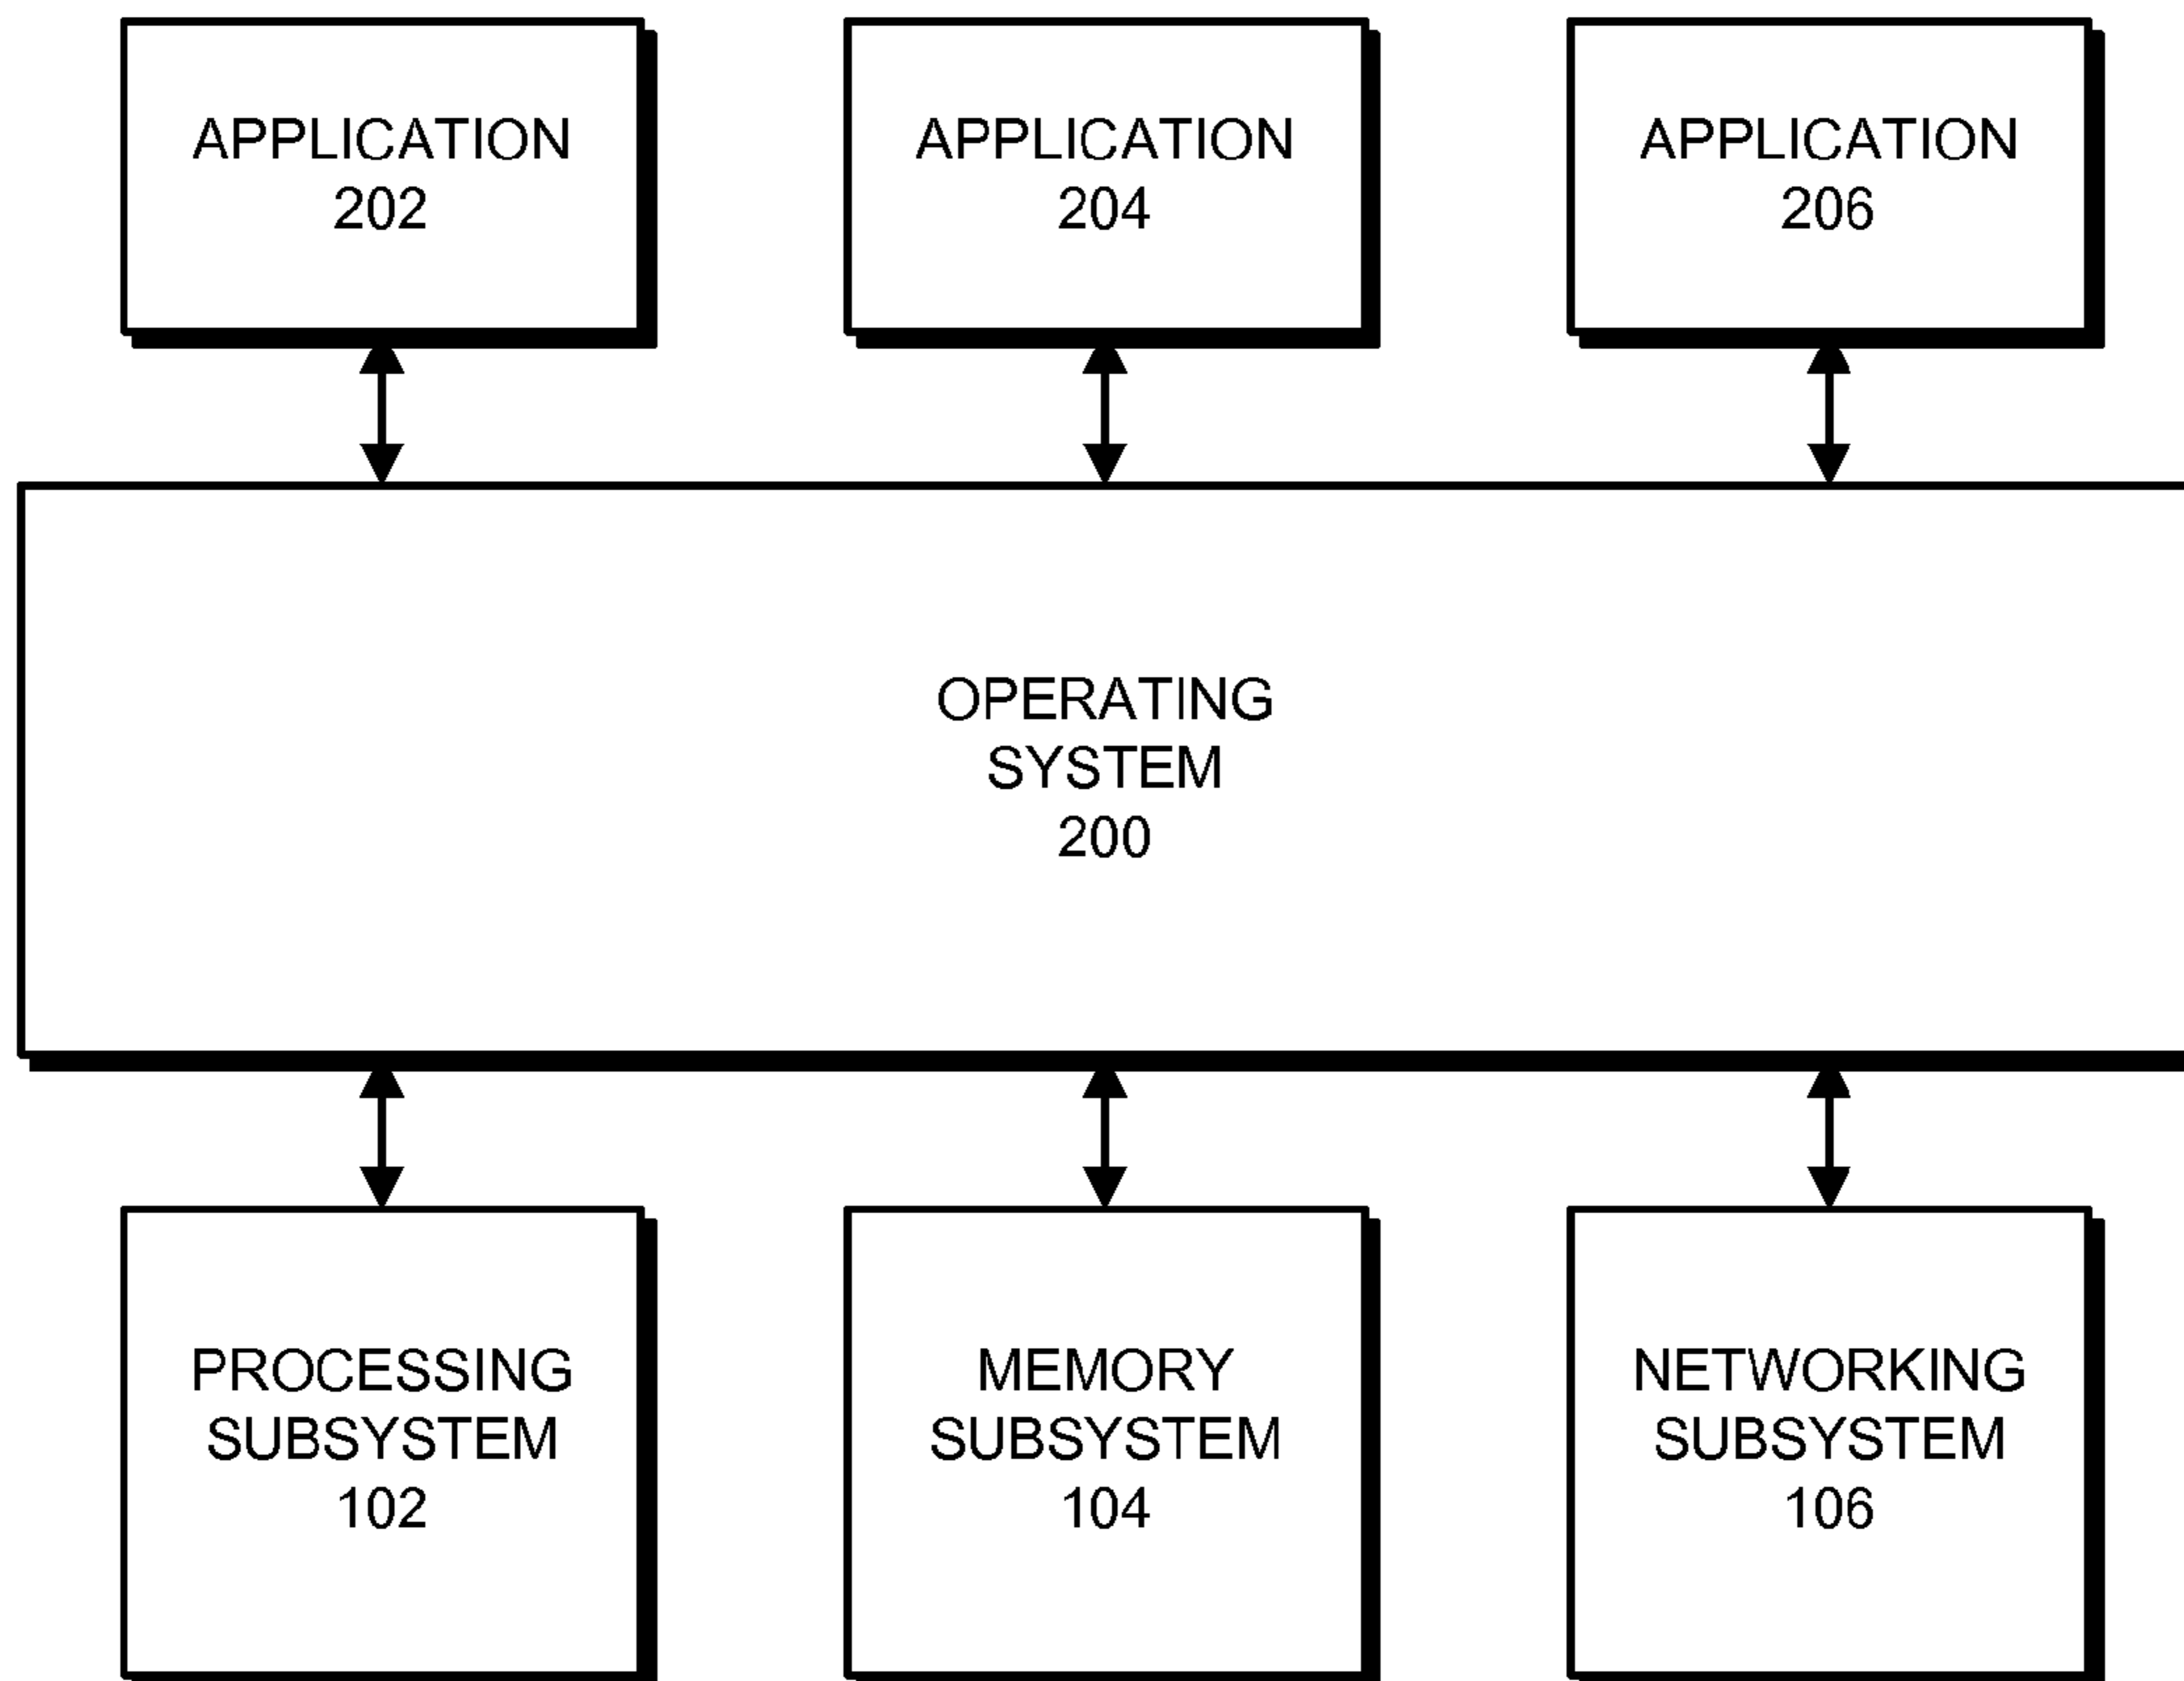 APPLICATION
202
APPLICATION
204
APPLICATION
206
OPERATING
SYSTEM
200
PROCESSING
SUBSYSTEM
102
MEMORY
SUBSYSTEM
104
NETWORKING
SUBSYSTEM
106